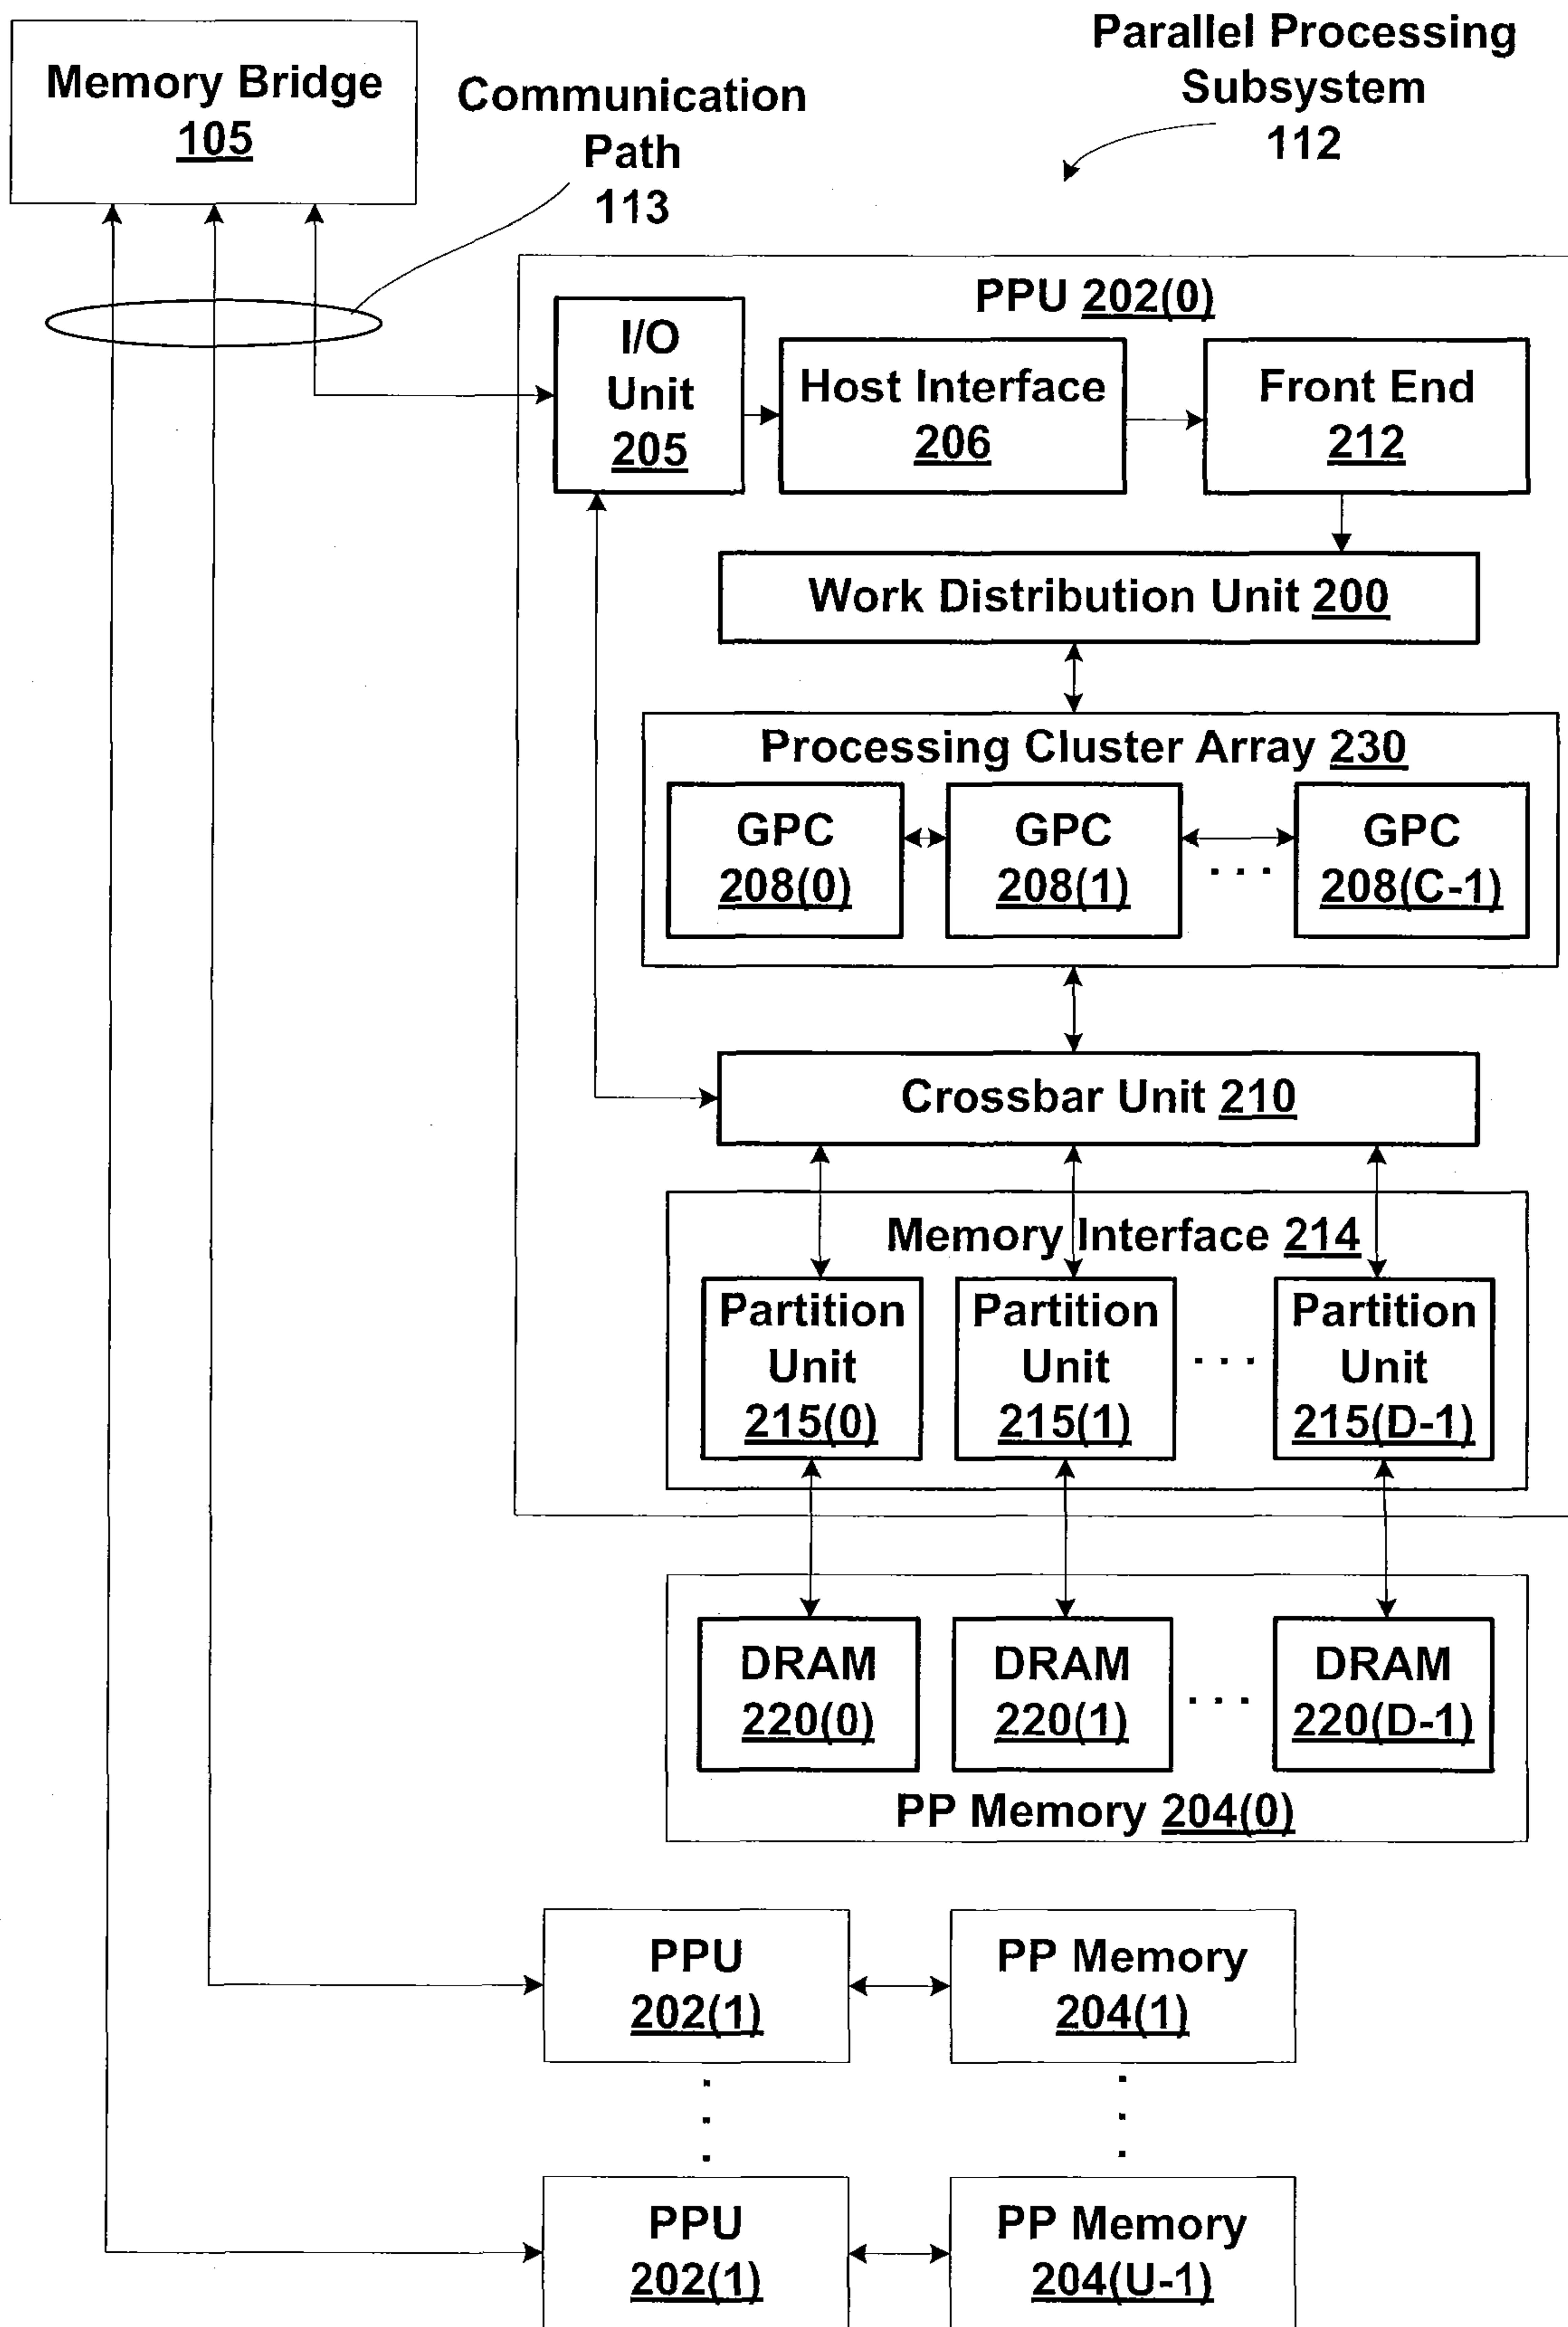 Memory Bridge
105
Communication
Path
113
Parallel Processing
Subsystem
112
PPU 202(0)
I/O
Unit
205
Host Interface
206
Front End
212
Work Distribution Unit 200
Processing Cluster Array 230
GPC
208(0)
GPC
208(1)
. . .
GPC
208(C-1)
Crossbar Unit 210
Memory Interface 214
Partition
Unit
215(0)
Partition
Unit
215(1)
. . .
Partition
Unit
215(D-1)
DRAM
220(0)
DRAM
220(1)
. . .
DRAM
220(D-1)
PP Memory 204(0)
PPU
202(1)
PP Memory
204(1)
PPU
202(1)
PP Memory
204(U-1)